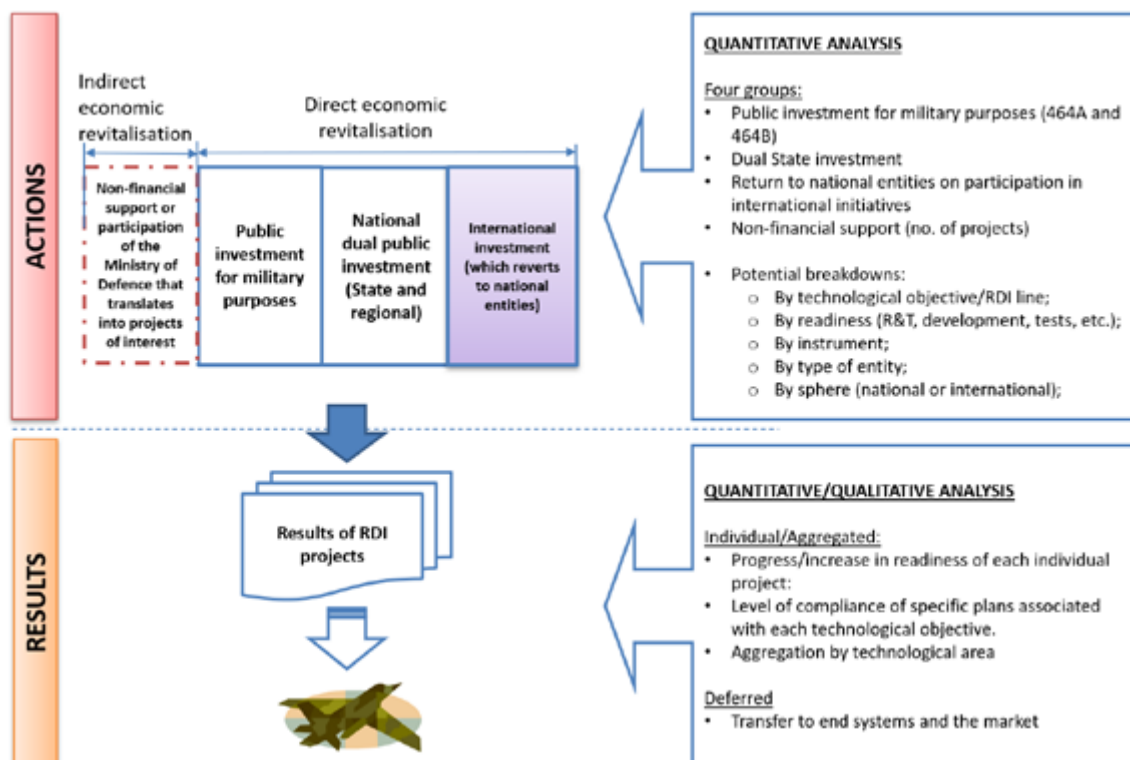 ACTIONS
Indirect
economic
revitalisation
Direct economic
revitalisation
Non-financial
support or
participation
of the
Ministry of
Defence that
translates
into projects
of interest
Public
investment
for military
purposes
National
dual public
investment
(State and
regional)
International
investment
(which reverts
to national
entities)
QUANTITATIVE ANALYSIS
Four groups:
• Public investment for military purposes (464A and
464B)
• Dual State investment
• Return to national entities on participation in
international initiatives
• Non-financial support (no. of projects)
• Potential breakdowns:
o By technological objective/RDI line;
o By readiness (R&T, development, tests, etc.);
o By instrument;
o By type of entity;
o By sphere (national or international);
RESULTS
Results of RDI
projects
QUANTITATIVE/QUALITATIVE ANALYSIS
Individual/Aggregated:
• Progress/increase in readiness of each individual
project:
• Level of compliance of specific plans associated
with each technological objective.
• Aggregation by technological area
Deferred
• Transfer to end systems and the market